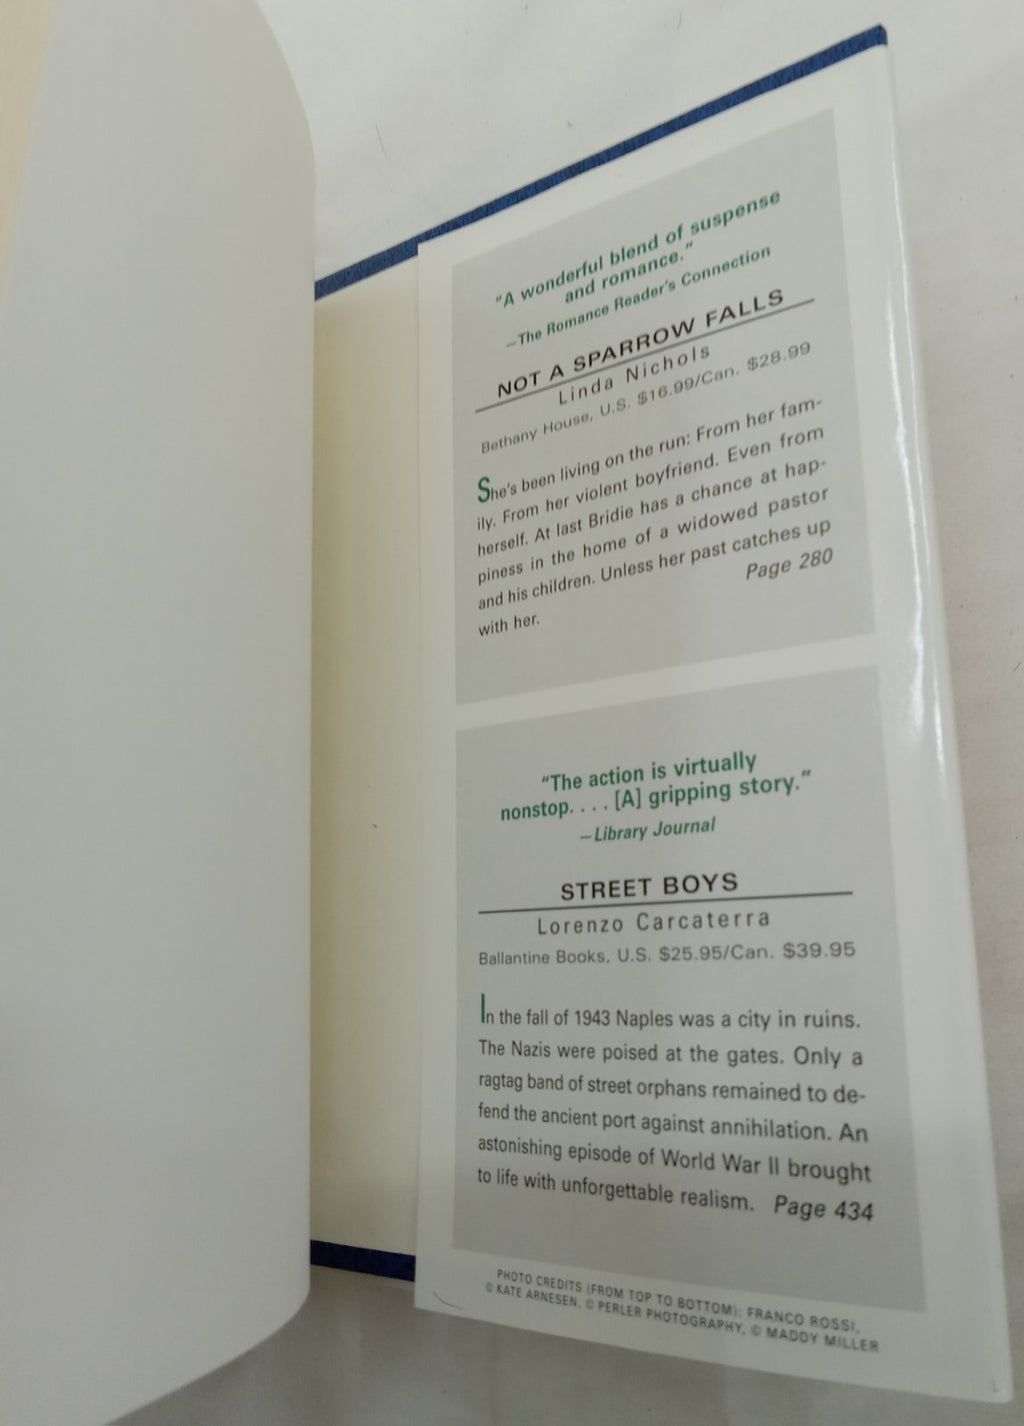 "A wonderful blend of suspense
and romance."
—The Romance Reader's Connection
NOT A SPARROW FALLS
Linda Nichols
Bethany House, U.S. $16.99/Can. $28.99
She's been living on the run: From her fam-
ily. From her violent boyfriend. Even from
herself. At last Bridie has a chance at hap-
piness in the home of a widowed pastor
and his children. Unless her past catches up
with her. Page 280
"The action is virtually
nonstop. . . . [A] gripping story."
—Library Journal
STREET BOYS
Lorenzo Carcaterra
Ballantine Books, U.S. $25.95/Can. $39.95
In the fall of 1943 Naples was a city in ruins.
The Nazis were poised at the gates. Only a
ragtag band of street orphans remained to de-
fend the ancient port against annihilation. An
astonishing episode of World War II brought
to life with unforgettable realism. Page 434
PHOTO CREDITS (FROM TOP TO BOTTOM): FRANCO ROSSI,
© KATE ARNESEN, © PERLER PHOTOGRAPHY, © MADDY MILLER